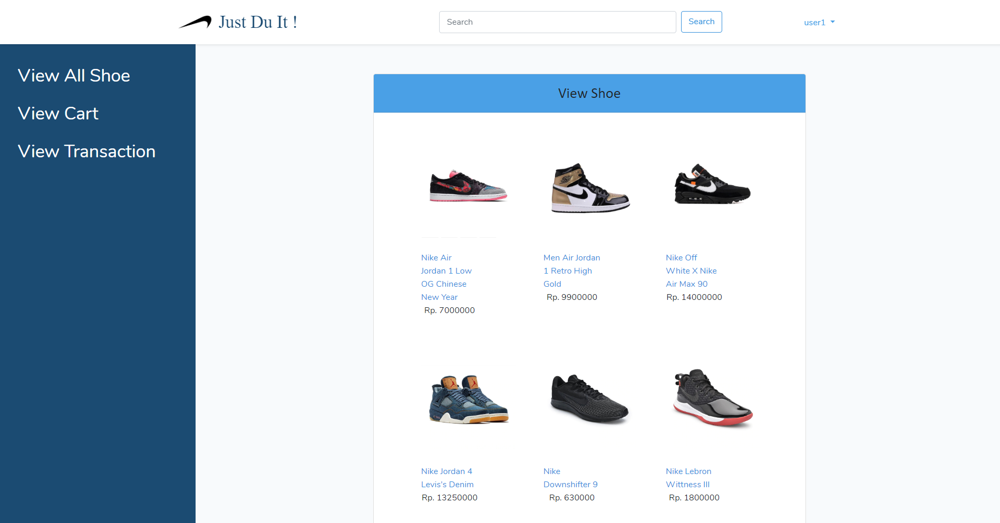 Just Du It !
Search
Search
user1
View All Shoe
View Cart
View Transaction
View Shoe
Nike Air
Jordan 1 Low
OG Chinese
New Year
Rp. 7000000
Men Air Jordan
1 Retro High
Gold
Rp. 9900000
Nike Off
White X Nike
Air Max 90
Rp. 14000000
Nike Jordan 4
Levis's Denim
Rp. 13250000
Nike
Downshifter 9
Rp. 630000
Nike Lebron
Wittness III
Rp. 1800000